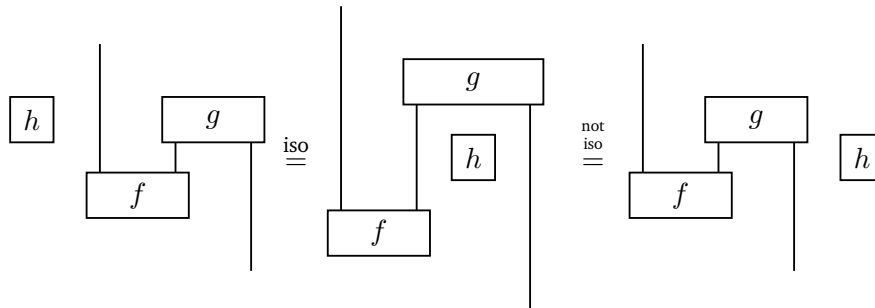 h g f
iso
=
g h f
not
iso
=
g h f